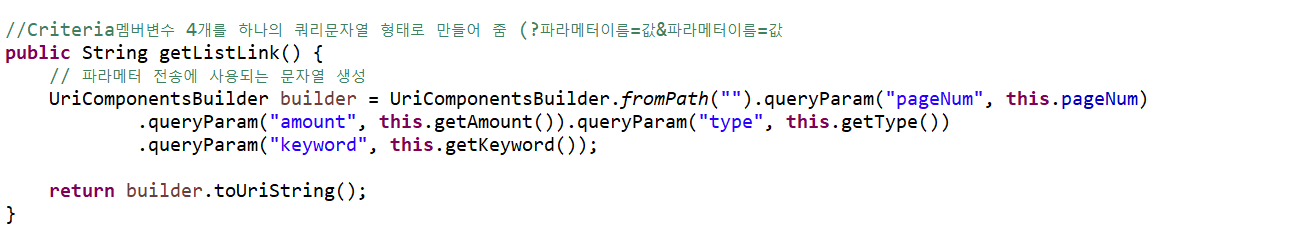 //Criteria멤버변수 4개를 하나의 쿼리문자열 형태로 만들어 줌 (?파라메터이름=값&파라메터이름=값
public String getListLink() {
// 파라메터 전송에 사용되는 문자열 생성
UriComponentsBuilder builder = UriComponentsBuilder.fromPath("").queryParam("pageNum", this.pageNum)
.queryParam("amount", this.getAmount()).queryParam("type", this.getType())
.queryParam("keyword", this.getKeyword());
return builder.toUriString();
}